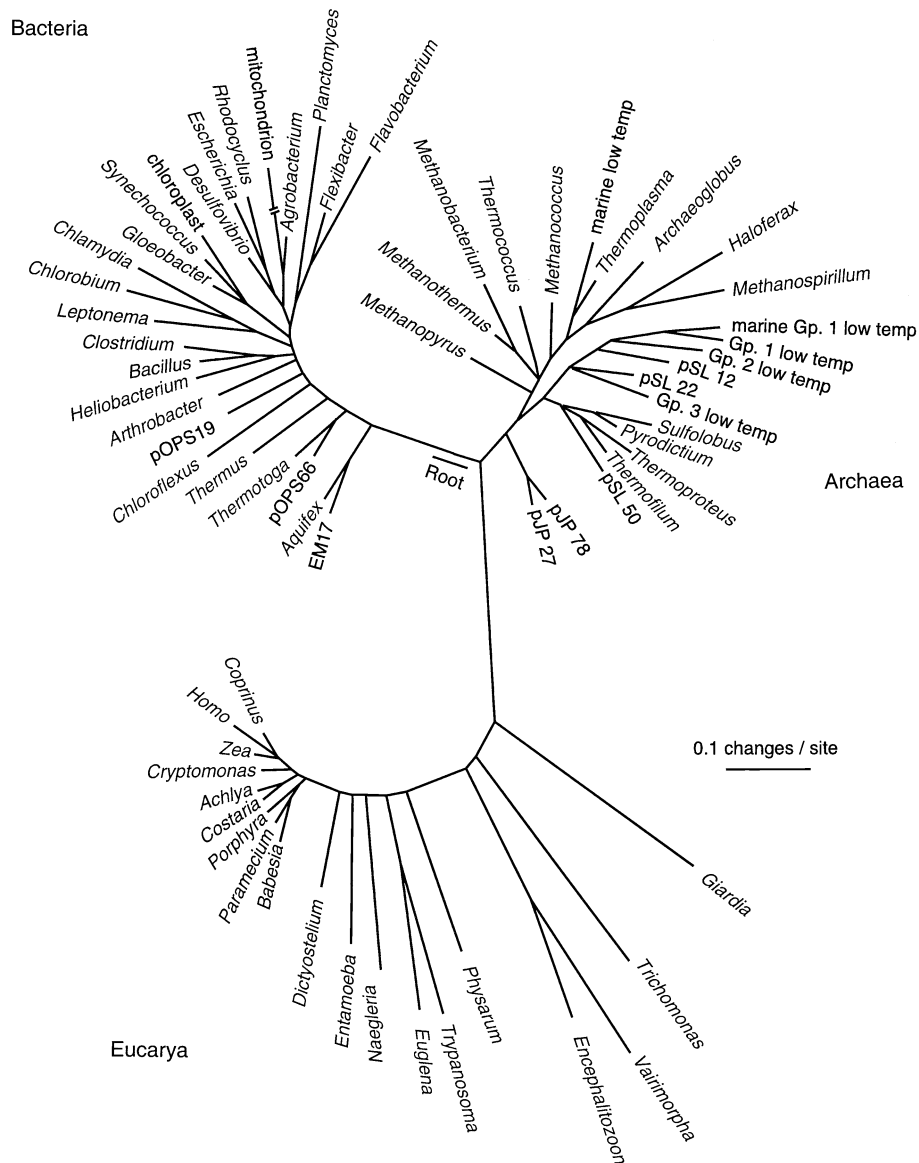 Bacteria
mitochondrion
Planctomyces
Rhodocyclus
Escherichia
Desulfovibrio
Agrobacterium
Flexibacter
Flavobacterium
chloroplast
Synechococcus
Gloeobacter
Chlamydia
Chlorobium
Leptonema
Clostridium
Bacillus
Heliobacterium
Arthrobacter
pOPS19
Chloroflexus
Thermus
Thermotoga
pOPS66
Aquifex
EM17
Root
Methanopyrus
Methanothermus
Methanobacterium
Thermococcus
Methanococcus
marine low temp
Thermoplasma
Archaeoglobus
Haloferax
Methanospirillum
marine Gp. 1 low temp
Gp. 1 low temp
Gp. 2 low temp
pSL 12
pSL 22
Gp. 3 low temp
Sulfolobus
Pyrodictium
Thermoproteus
Thermofilum
pSL 50
pJP 78
pJP 27
Archaea
Coprinus
Homo
Zea
Cryptomonas
Achlya
Costaria
Porphyra
Paramecium
Babesia
Dictyostelium
Entamoeba
Naegleria
Euglena
Trypanosoma
Physarum
Encephalitozoon
Vairimorpha
Trichomonas
Giardia
0.1 changes / site
Eucarya